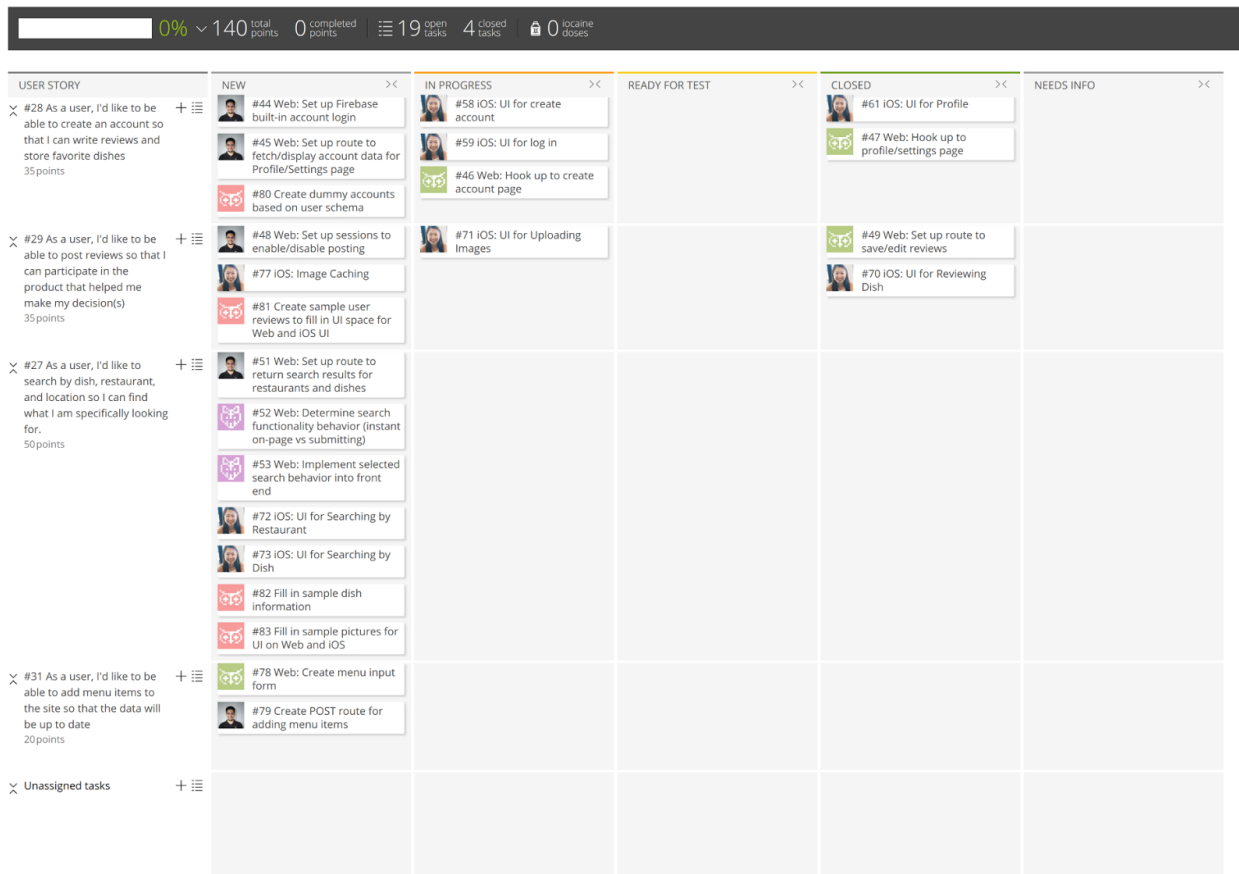 0% 140 total points 0 completed points 19 open tasks 4 closed tasks 0 iocaine doses
USER STORY
NEW
IN PROGRESS
READY FOR TEST
CLOSED
NEEDS INFO
#28 As a user, I'd like to be
able to create an account so
that I can write reviews and
store favorite dishes
35 points
#44 Web: Set up Firebase
built-in account login
#45 Web: Set up route to
fetch/display account data for
Profile/Settings page
#80 Create dummy accounts
based on user schema
#58 iOS: UI for create
account
#59 iOS: UI for log in
#46 Web: Hook up to create
account page
#61 iOS: UI for Profile
#47 Web: Hook up to
profile/settings page
#29 As a user, I'd like to be
able to post reviews so that I
can participate in the
product that helped me
make my decision(s)
35 points
#48 Web: Set up sessions to
enable/disable posting
#77 iOS: Image Caching
#81 Create sample user
reviews to fill in UI space for
Web and iOS UI
#71 iOS: UI for Uploading
Images
#49 Web: Set up route to
save/edit reviews
#70 iOS: UI for Reviewing
Dish
#27 As a user, I'd like to
search by dish, restaurant,
and location so I can find
what I am specifically looking
for.
50 points
#51 Web: Set up route to
return search results for
restaurants and dishes
#52 Web: Determine search
functionality behavior (instant
on-page vs submitting)
#53 Web: Implement selected
search behavior into front
end
#72 iOS: UI for Searching by
Restaurant
#73 iOS: UI for Searching by
Dish
#82 Fill in sample dish
information
#83 Fill in sample pictures for
UI on Web and iOS
#31 As a user, I'd like to be
able to add menu items to
the site so that the data will
be up to date
20 points
#78 Web: Create menu input
form
#79 Create POST route for
adding menu items
Unassigned tasks